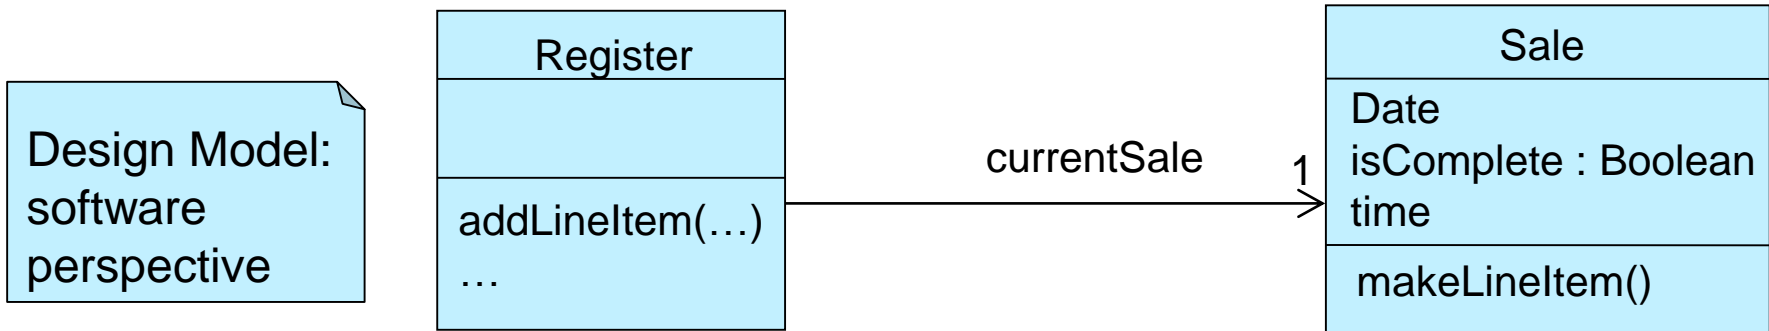 Design Model:
software
perspective
Register
addLineItem(…)
…
currentSale
1
Sale
Date
isComplete : Boolean
time
makeLineItem()